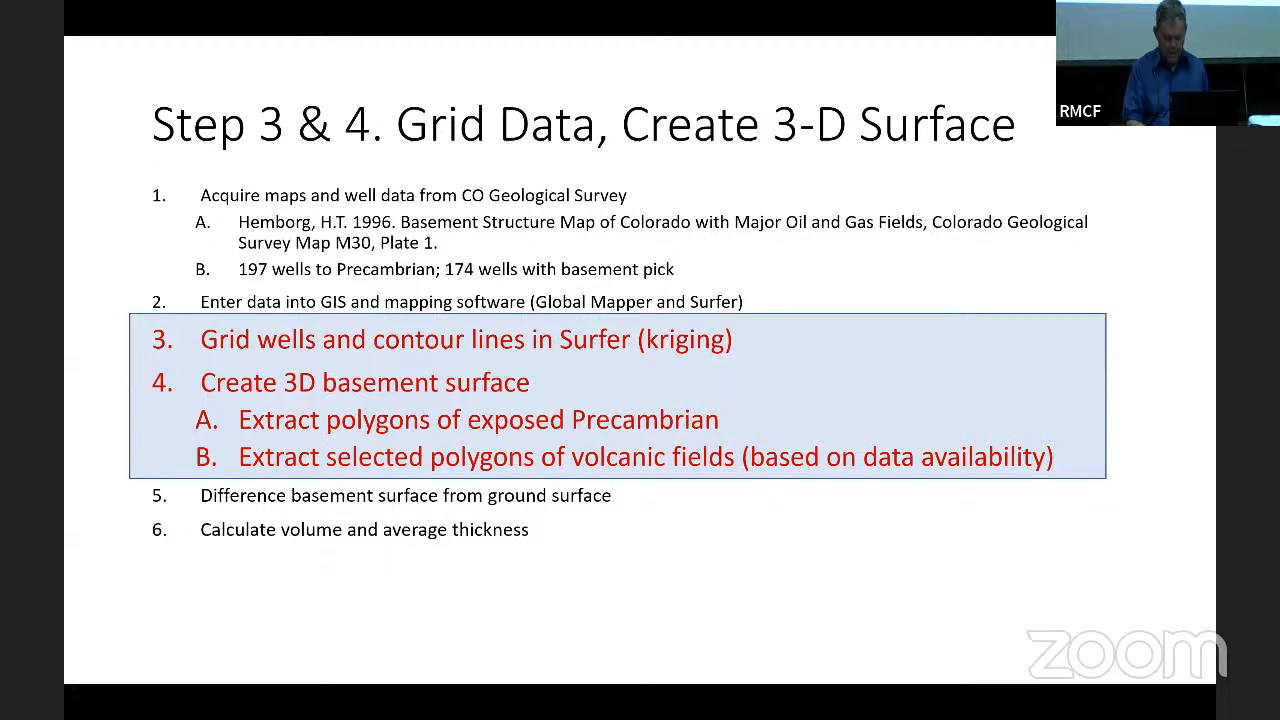 RMCF
Step 3 & 4. Grid Data, Create 3-D Surface
1. Acquire maps and well data from CO Geological Survey
A. Hemborg, H.T. 1996. Basement Structure Map of Colorado with Major Oil and Gas Fields, Colorado Geological
Survey Map M30, Plate 1.
B. 197 wells to Precambrian; 174 wells with basement pick
2. Enter data into GIS and mapping software (Global Mapper and Surfer)
3. Grid wells and contour lines in Surfer (kriging)
4. Create 3D basement surface
A. Extract polygons of exposed Precambrian
B. Extract selected polygons of volcanic fields (based on data availability)
5. Difference basement surface from ground surface
6. Calculate volume and average thickness
zoom